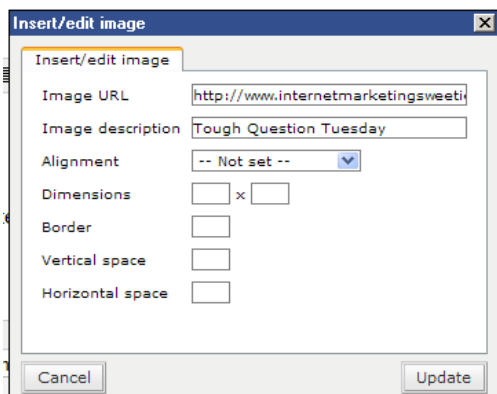 Insert/edit image
Insert/edit image
Image URL http://www.internetmarketingsweeti
Image description Tough Question Tuesday
Alignment -- Not set --
Dimensions x
Border
Vertical space
Horizontal space
Cancel Update